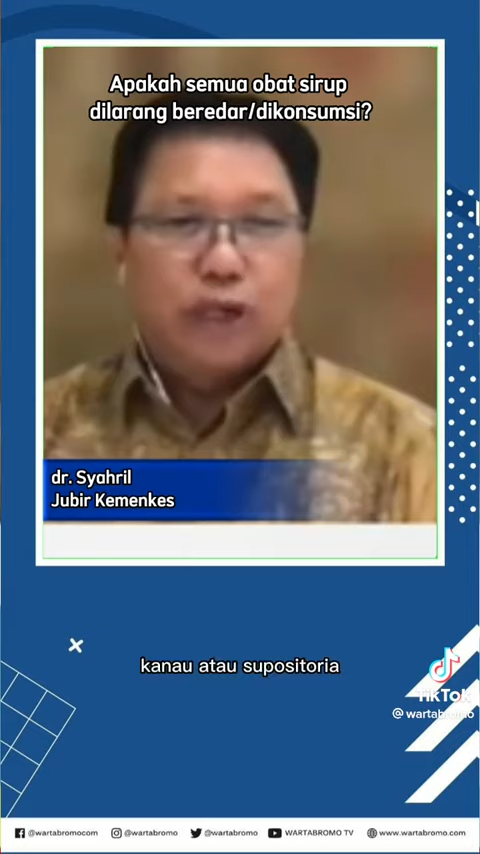 Apakah semua obat sirup
dilarang beredar/dikonsumsi?
dr. Syahril
Jubir Kemenkes
kanau atau supositoria
TikTok
@wartabromo
@wartabromocom @wartabromo @wartabromo WARTABROMO TV www.wartabromo.com